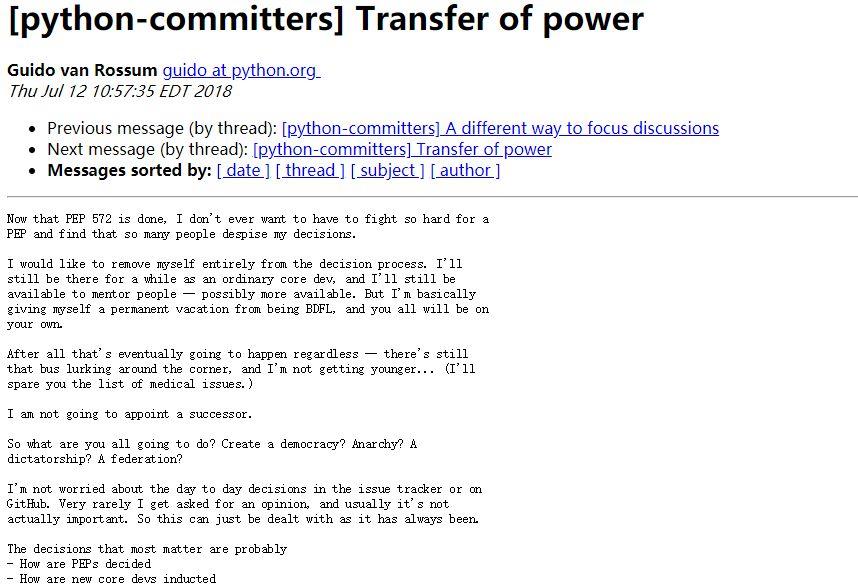 [python-committers] Transfer of power
Guido van Rossum guido at python.org
Thu Jul 12 10:57:35 EDT 2018
• Previous message (by thread): [python-committers] A different way to focus discussions
• Next message (by thread): [python-committers] Transfer of power
• Messages sorted by: [ date ] [ thread ] [ subject ] [ author ]
Now that PEP 572 is done, I don't ever want to have to fight so hard for a
PEP and find that so many people despise my decisions.
I would like to remove myself entirely from the decision process. I'll
still be there for a while as an ordinary core dev, and I'll still be
available to mentor people — possibly more available. But I'm basically
giving myself a permanent vacation from being BDFL, and you all will be on
your own.
After all that's eventually going to happen regardless — there's still
that bus lurking around the corner, and I'm not getting younger... (I'll
spare you the list of medical issues.)
I am not going to appoint a successor.
So what are you all going to do? Create a democracy? Anarchy? A
dictatorship? A federation?
I'm not worried about the day to day decisions in the issue tracker or on
GitHub. Very rarely I get asked for an opinion, and usually it's not
actually important. So this can just be dealt with as it has always been.
The decisions that most matter are probably
- How are PEPs decided
- How are new core devs inducted